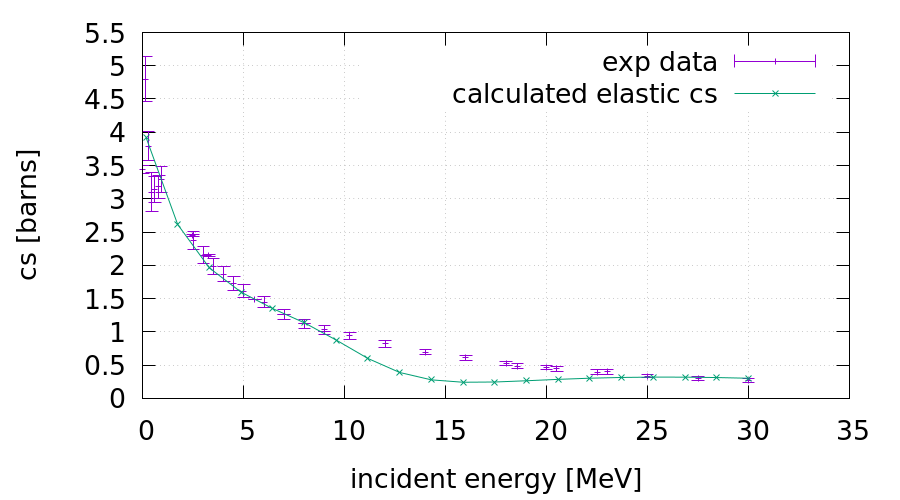 5.5
5
4.5
4
3.5
3
2.5
2
1.5
1
0.5
0
cs [barns]
exp data
calculated elastic cs
0 5 10 15 20 25 30 35
incident energy [MeV]